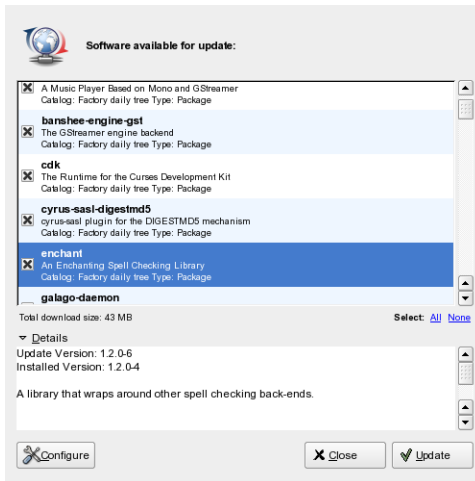 Software available for update:
A Music Player Based on Mono and GStreamer
Catalog: Factory daily tree Type: Package
banshee-engine-gst
The GStreamer engine backend
Catalog: Factory daily tree Type: Package
cdk
The Runtime for the Curses Development Kit
Catalog: Factory daily tree Type: Package
cyrus-sasl-digestmd5
cyrus-sasl plugin for the DIGESTMD5 mechanism
Catalog: Factory daily tree Type: Package
enchant
An Enchanting Spell Checking Library
Catalog: Factory daily tree Type: Package
galago-daemon
Total download size: 43 MB Select: All None
Details
Update Version: 1.2.0-6
Installed Version: 1.2.0-4
A library that wraps around other spell checking back-ends.
Configure Close Update